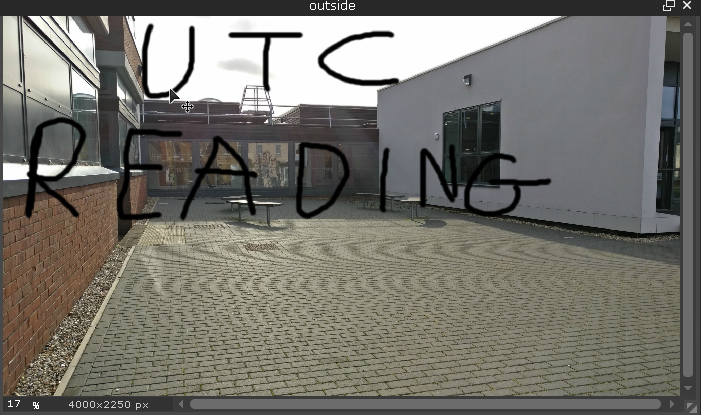 outside
UTC
READING
17 %
4000x2250 px